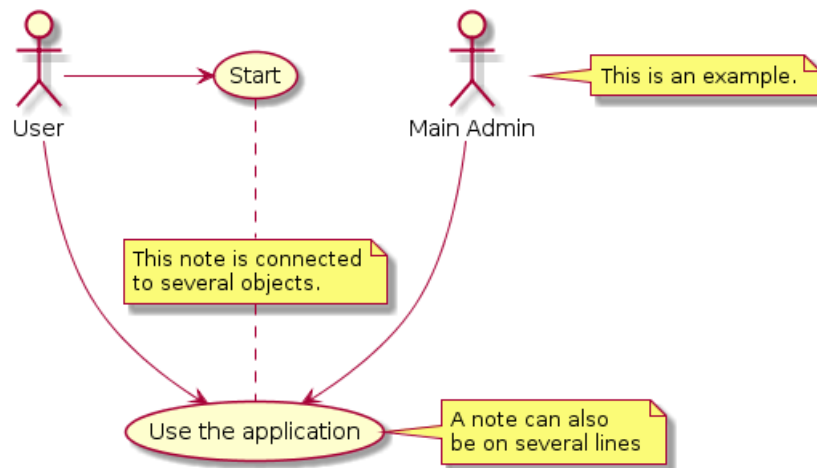 Start
This is an example.
User
Main Admin
This note is connected
to several objects.
Use the application
A note can also
be on several lines